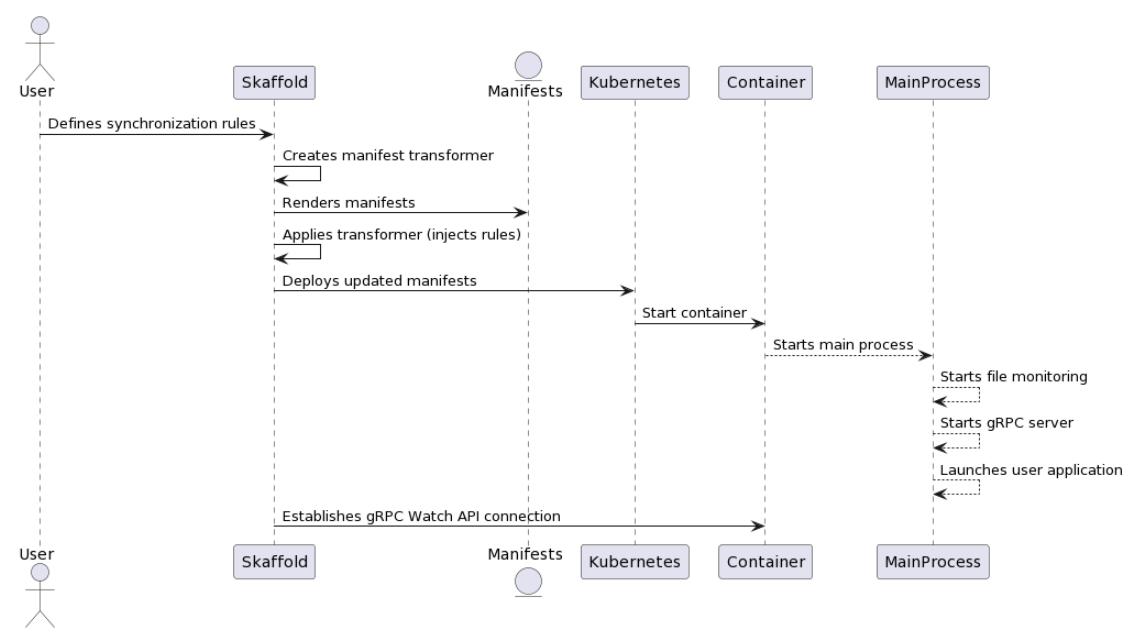 User
Skaffold
Manifests
Kubernetes
Container
MainProcess
Defines synchronization rules
Creates manifest transformer
Renders manifests
Applies transformer (injects rules)
Deploys updated manifests
Start container
Starts main process
Starts file monitoring
Starts gRPC server
Launches user application
Establishes gRPC Watch API connection
User
Skaffold
Manifests
Kubernetes
Container
MainProcess